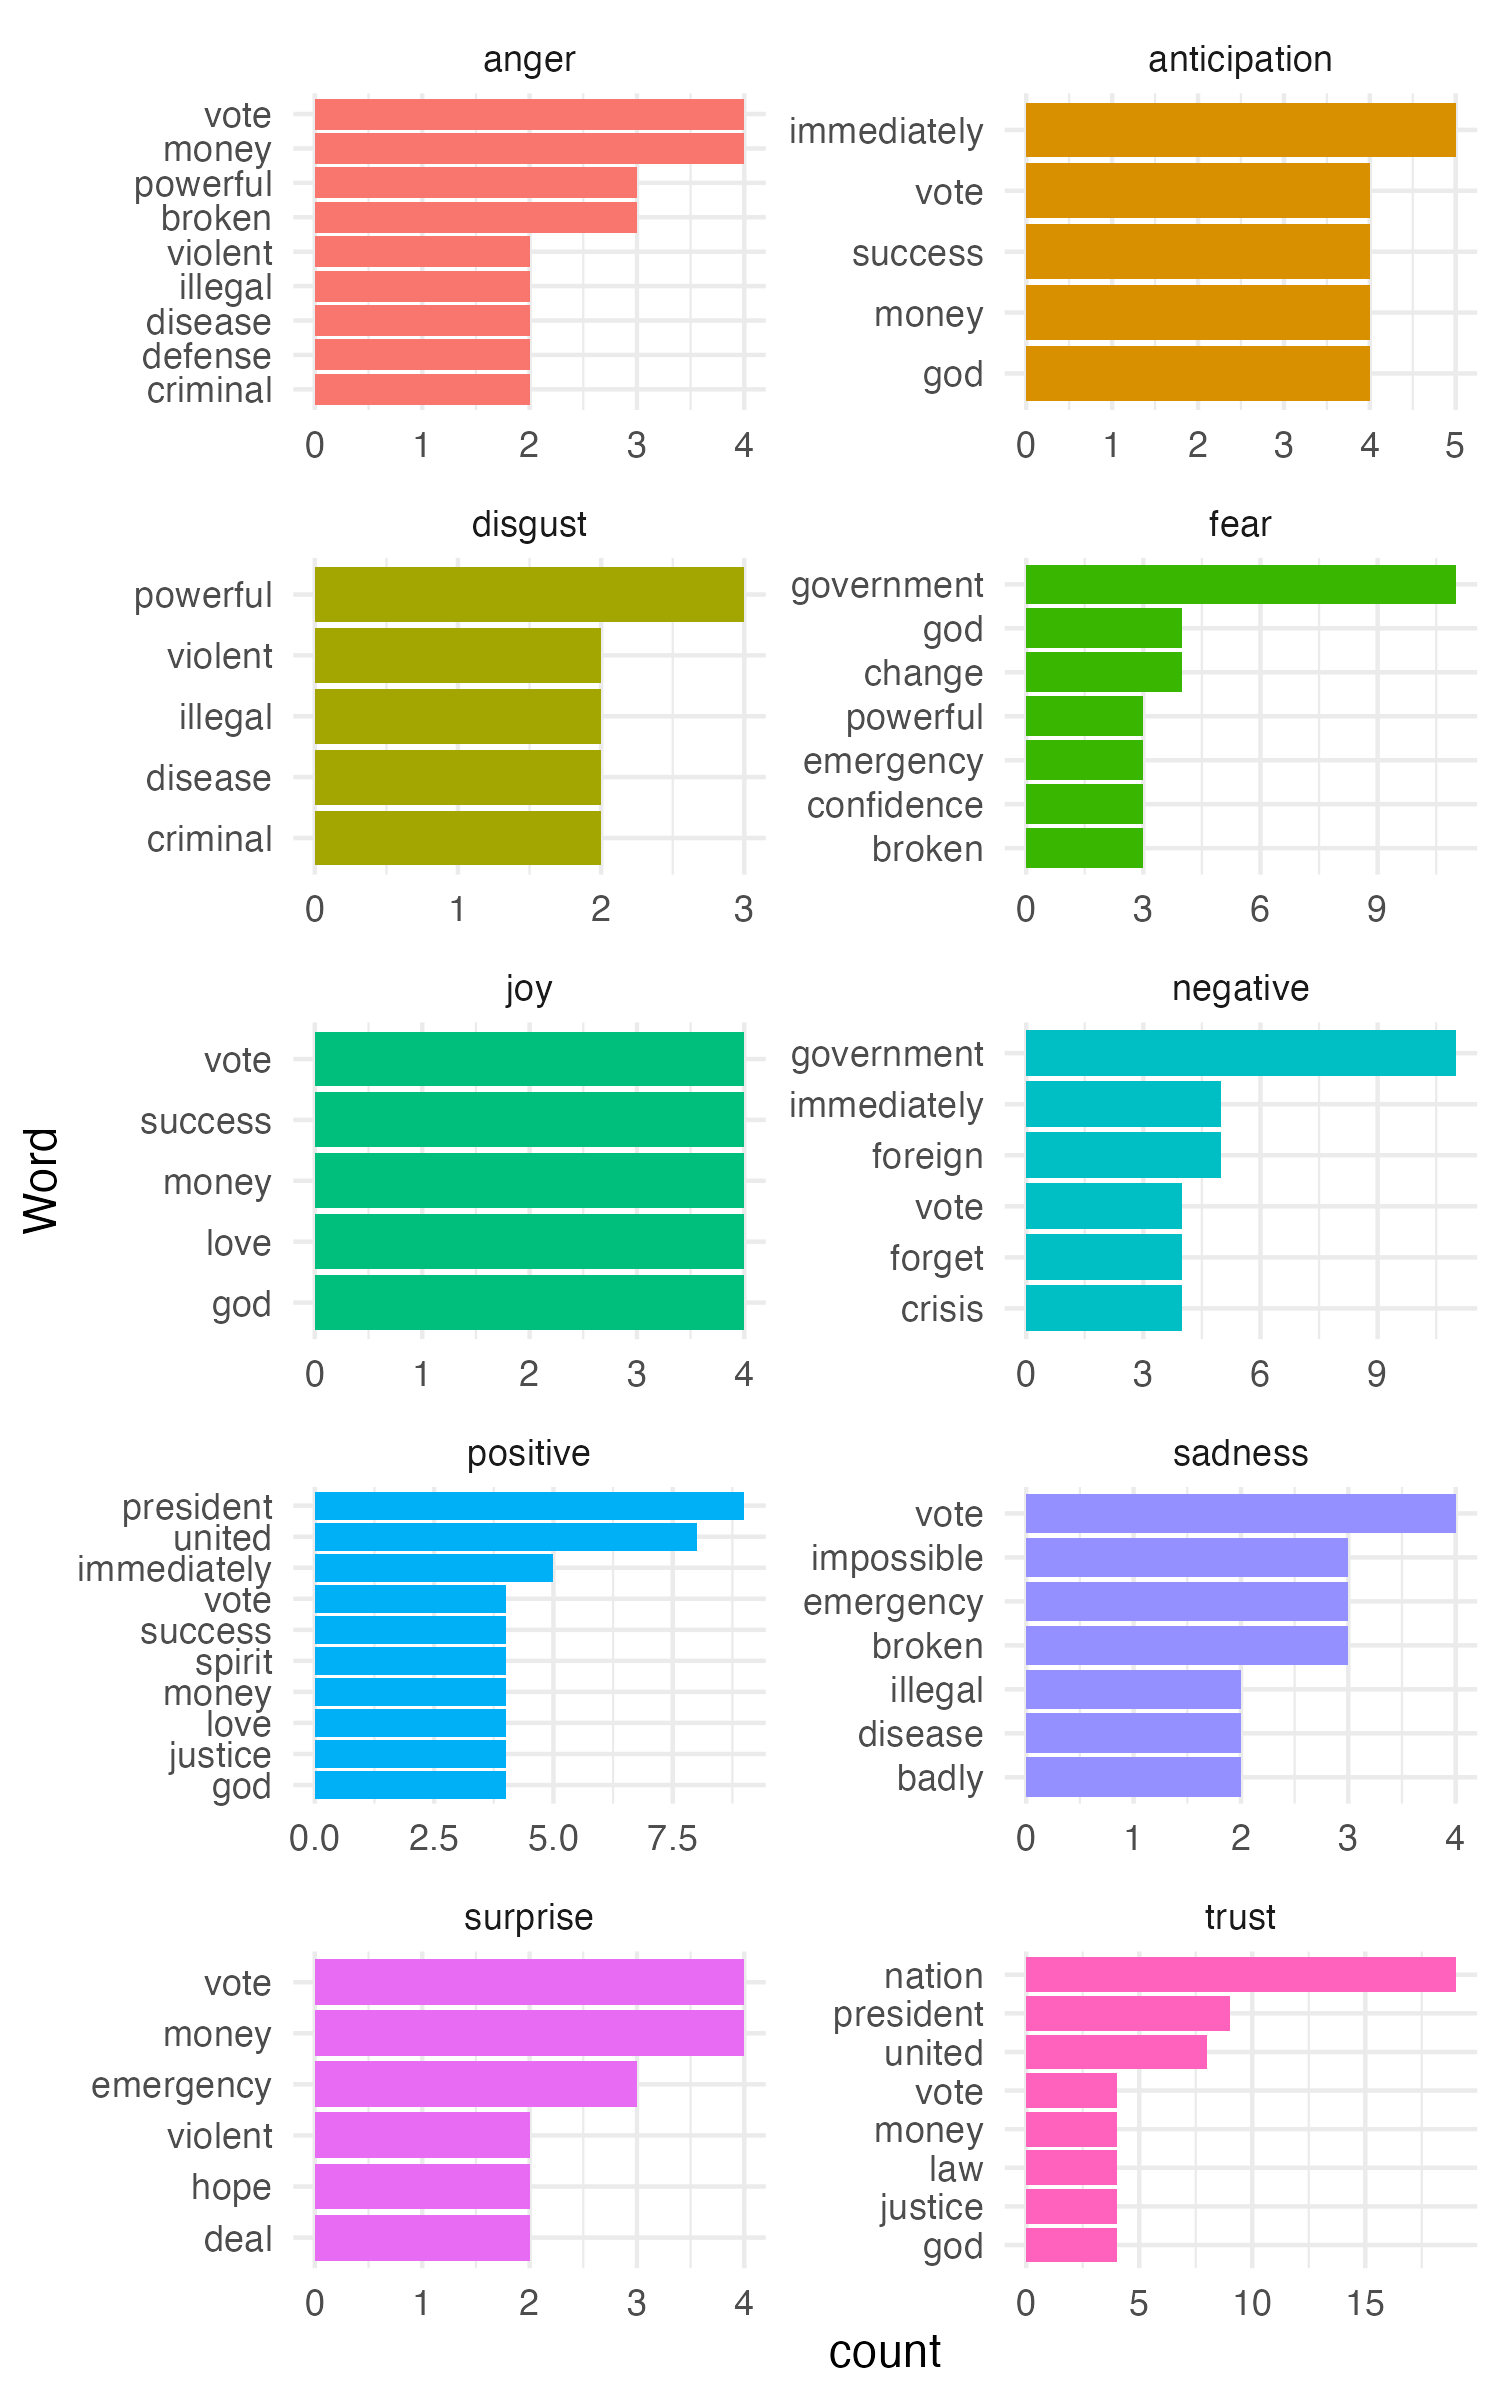 anger
vote
money
powerful
broken
violent
illegal
disease
defense
criminal
0 1 2 3 4
anticipation
immediately
vote
success
money
god
0 1 2 3 4 5
disgust
powerful
violent
illegal
disease
criminal
0 1 2 3
fear
government
god
change
powerful
emergency
confidence
broken
0 3 6 9
joy
vote
success
money
love
god
0 1 2 3 4
negative
government
immediately
foreign
vote
forget
crisis
0 3 6 9
positive
president
united
immediately
vote
success
spirit
money
love
justice
god
0.0 2.5 5.0 7.5
sadness
vote
impossible
emergency
broken
illegal
disease
badly
0 1 2 3 4
surprise
vote
money
emergency
violent
hope
deal
0 1 2 3 4
trust
nation
president
united
vote
money
law
justice
god
0 5 10 15
Word
count